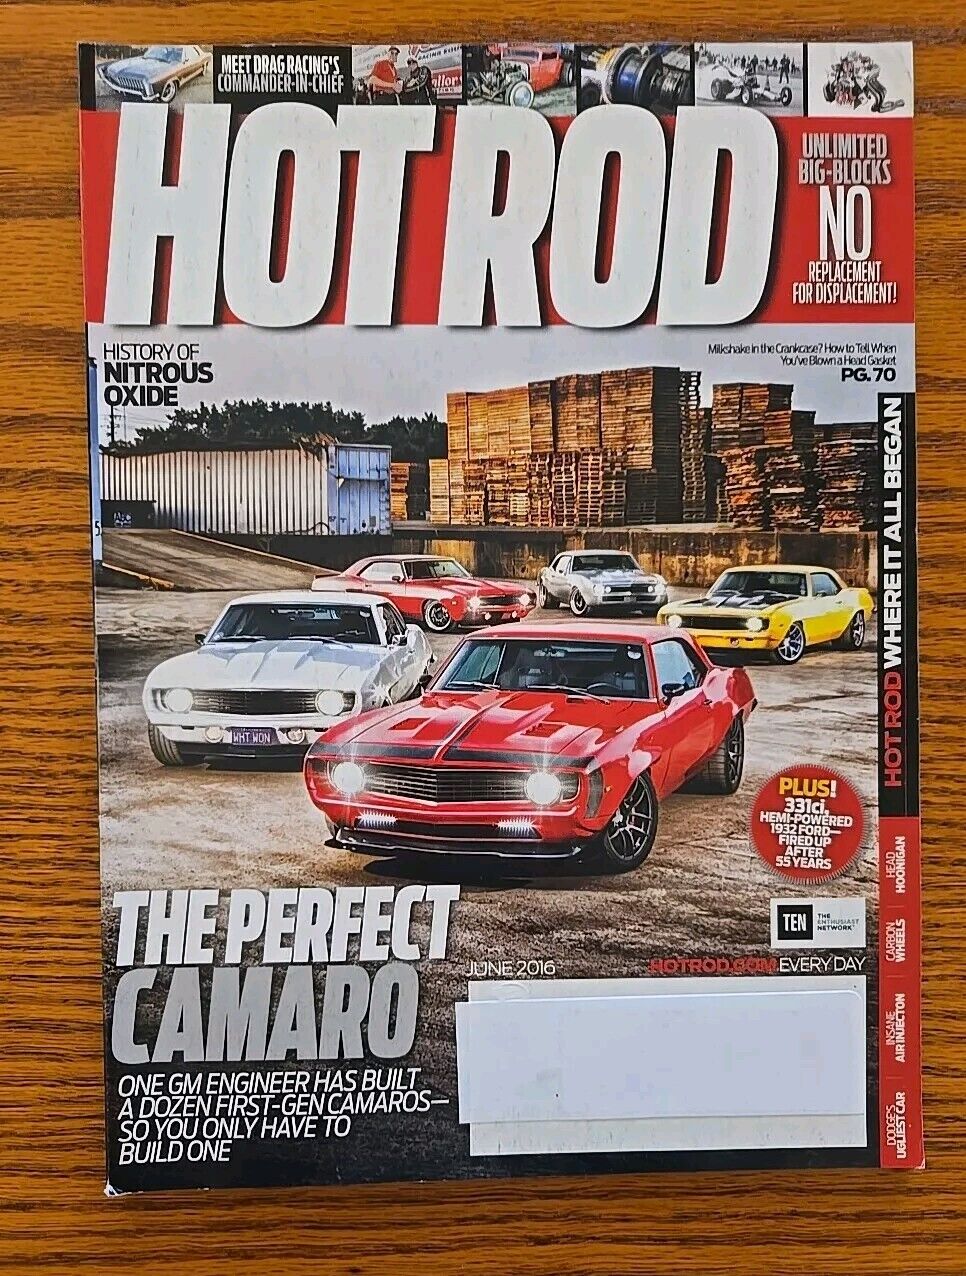 MEET DRAG RACING'S
COMMANDER-IN-CHIEF
HOT ROD
UNLIMITED
BIG-BLOCKS
NO
REPLACEMENT
FOR DISPLACEMENT!
HISTORY OF
NITROUS
OXIDE
Milkshake in the Crankcase? How to Tell When
You've Blown a Head Gasket
PG. 70
HOT ROD WHERE IT ALL BEGAN
WHT WDN
PLUS!
331ci,
HEMI-POWERED
1932 FORD—
FIRED UP
AFTER
55 YEARS
HEAD
HOONIGAN
CARBON
WHEELS
INSANE
AIR INJECTON
DODGE'S
UGLIEST CAR
TEN
THE
ENTHUSIAST
NETWORK
THE PERFECT
CAMARO
JUNE 2016
HOTROD.COM EVERY DAY
ONE GM ENGINEER HAS BUILT
A DOZEN FIRST-GEN CAMAROS—
SO YOU ONLY HAVE TO
BUILD ONE